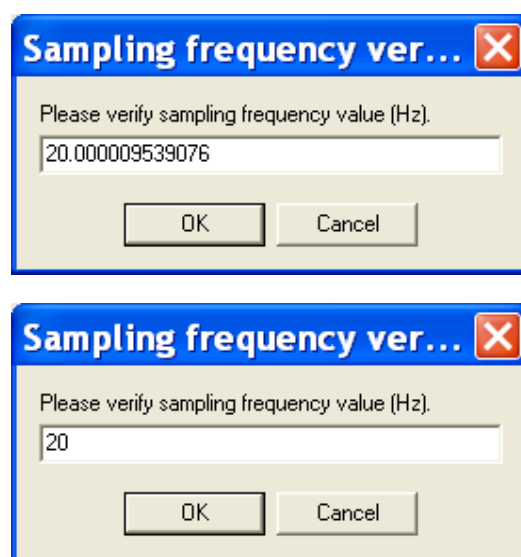 Sampling frequency ver...
Please verify sampling frequency value (Hz).
20.000009539076
OK Cancel
Sampling frequency ver...
Please verify sampling frequency value (Hz).
20
OK Cancel